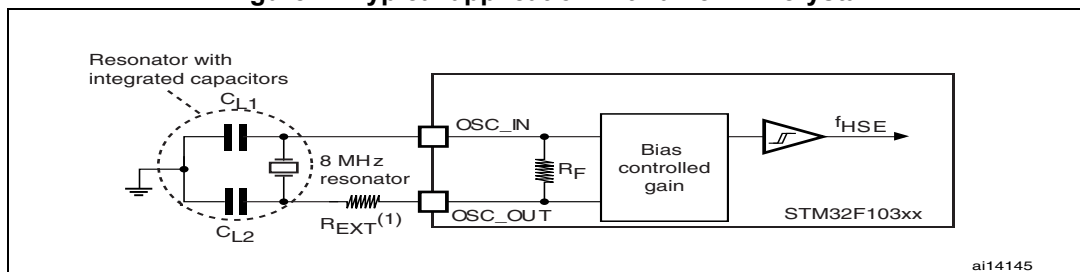 Resonator with
integrated capacitors
CL1
OSC_IN
fHSE
8 MHz
resonator
RF
Bias
controlled
gain
REXT(1)
OSC_OUT
STM32F103xx
CL2
ai14145